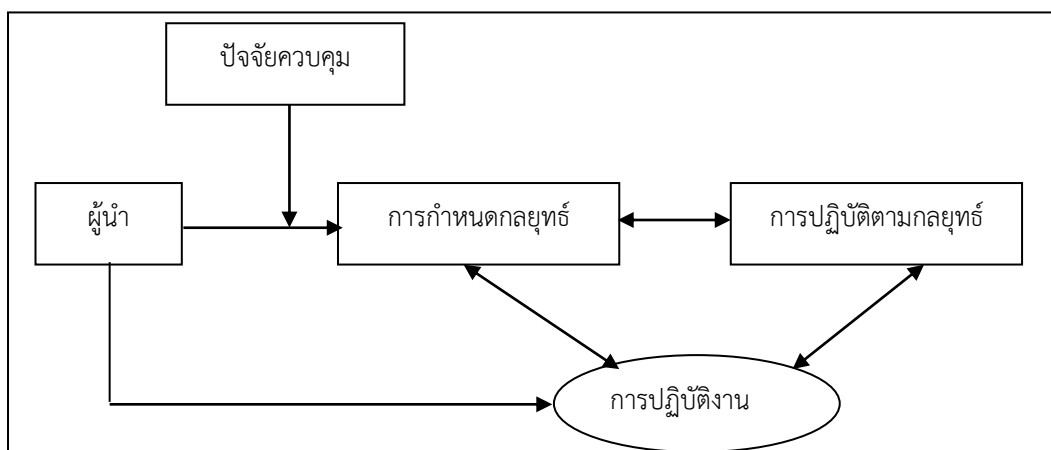 ปัจจัยควบคุม
ผู้นำ
การกำหนดกลยุทธ์
การปฏิบัติตามกลยุทธ์
การปฏิบัติงาน